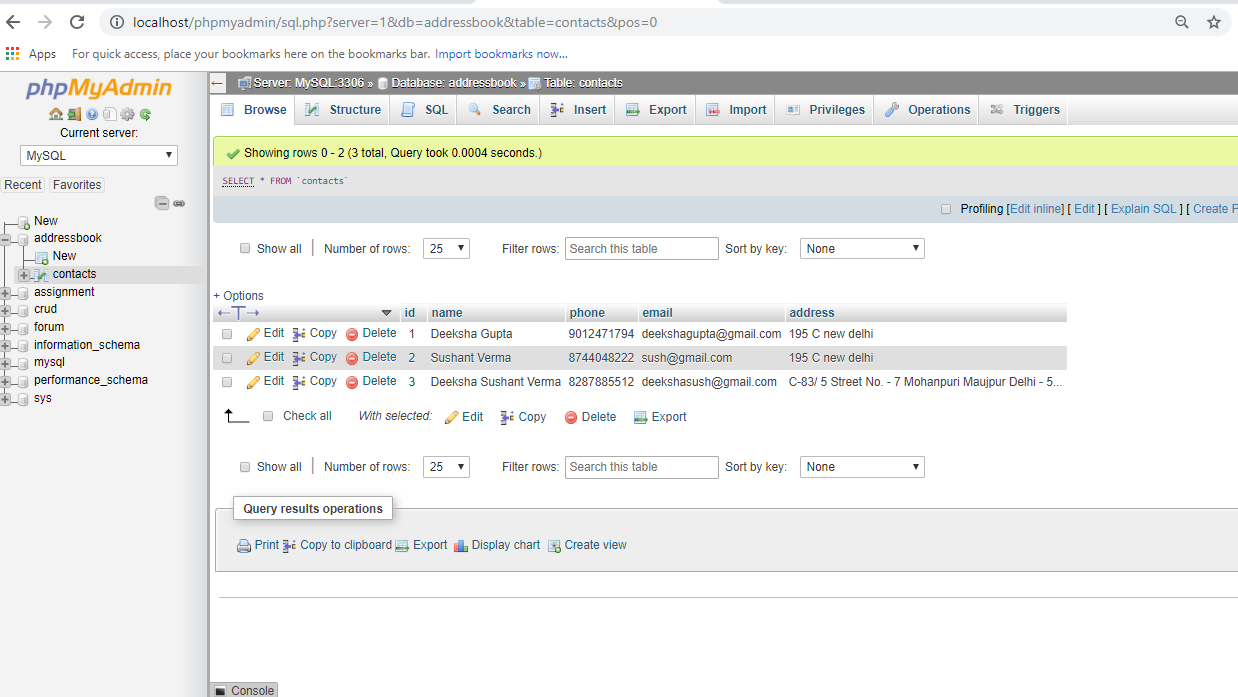 localhost/phpmyadmin/sql.php?server=1&db=addressbook&table=contacts&pos=0
Apps For quick access, place your bookmarks here on the bookmarks bar. Import bookmarks now...
phpMyAdmin
Current server:
MySQL
Recent Favorites
New
addressbook
New
contacts
assignment
crud
forum
information_schema
mysql
performance_schema
sys
Server: MySQL:3306 » Database: addressbook » Table: contacts
Browse Structure SQL Search Insert Export Import Privileges Operations Triggers
Showing rows 0 - 2 (3 total, Query took 0.0004 seconds.)
SELECT * FROM `contacts`
Profiling [Edit inline] [ Edit ] [ Explain SQL ] [ Create P
Show all Number of rows: 25 Filter rows: Search this table Sort by key: None
+ Options
id name phone email address
Edit Copy Delete 1 Deeksha Gupta 9012471794 deekshagupta@gmail.com 195 C new delhi
Edit Copy Delete 2 Sushant Verma 8744048222 sush@gmail.com 195 C new delhi
Edit Copy Delete 3 Deeksha Sushant Verma 8287885512 deekshasush@gmail.com C-83/ 5 Street No. - 7 Mohanpuri Maujpur Delhi - 5...
Check all With selected: Edit Copy Delete Export
Show all Number of rows: 25 Filter rows: Search this table Sort by key: None
Query results operations
Print Copy to clipboard Export Display chart Create view
Console